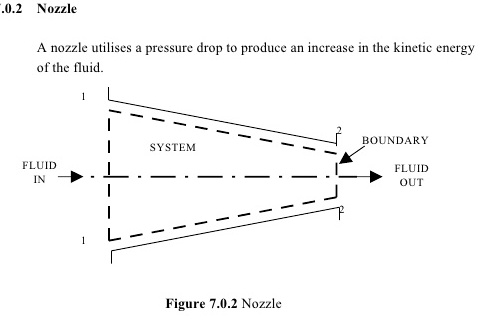 .0.2 Nozzle
A nozzle utilises a pressure drop to produce an increase in the kinetic energy
of the fluid.
1
2
SYSTEM
BOUNDARY
FLUID
IN
FLUID
OUT
1
2
Figure 7.0.2 Nozzle